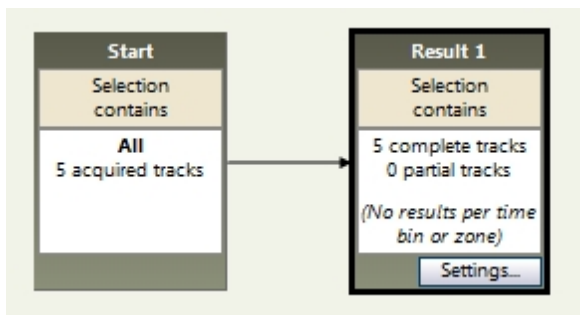 Start
Selection
contains
All
5 acquired tracks
Result 1
Selection
contains
5 complete tracks
0 partial tracks
(No results per time
bin or zone)
Settings...